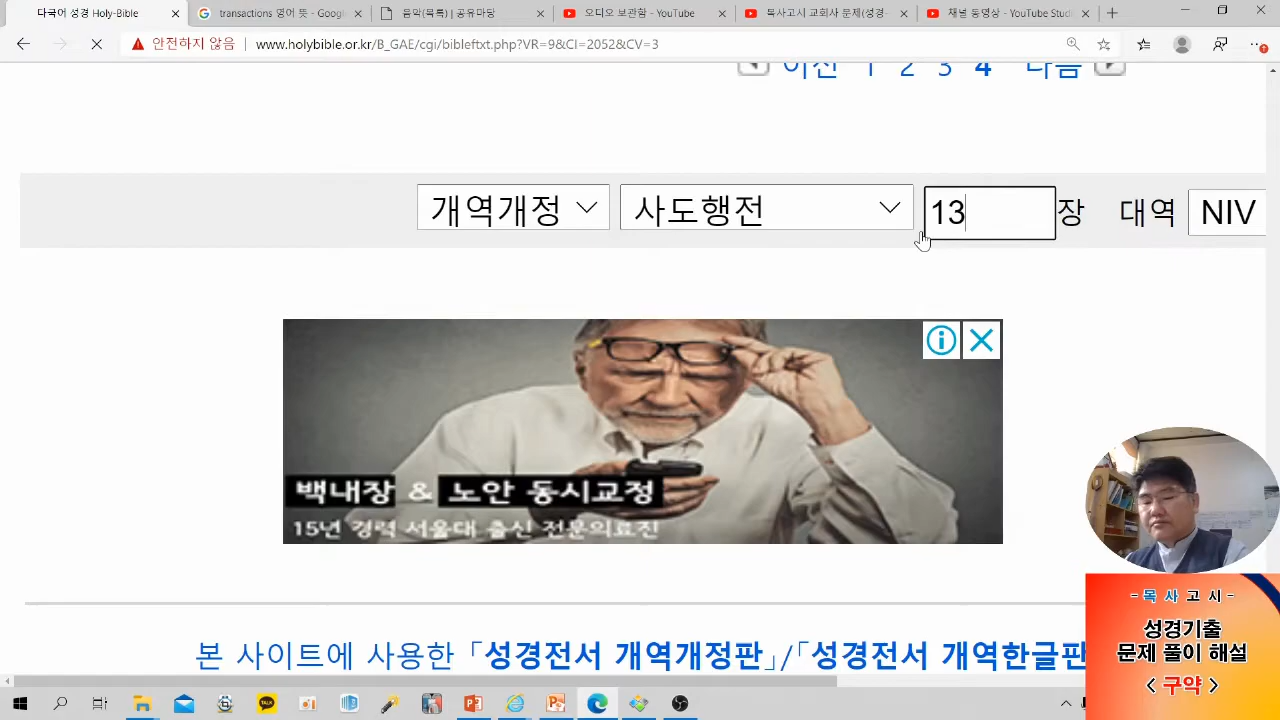 다국어 성경 Holy-Bible
transactions 영어 뜻 - Googl
음악(목록) | 공유마당
오디오 보관함 - YouTube
목사고시 교회사 문제(성경-
채널 동영상 - YouTube Studi
안전하지 않음 www.holybible.or.kr/B_GAE/cgi/bibleftxt.php?VR=9&CI=2052&CV=3
이전 1 2 3 4 다음
개역개정 사도행전 13 장 대역 NIV
백내장 & 노안 동시교정
15년 경력 서울대 출신 전문의료진
본 사이트에 사용한 「성경전서 개역개정판」/「성경전서 개역한글판
- 목 사 고 시 -
성경기출
문제 풀이 해설
< 구약 >
TALK